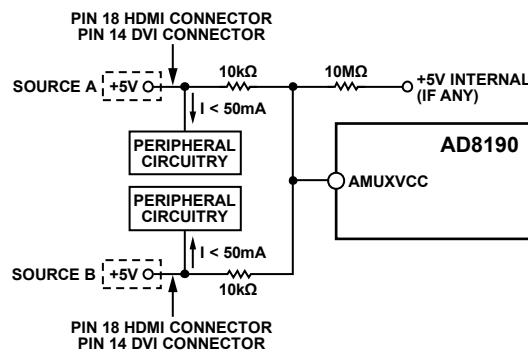 PIN 18 HDMI CONNECTOR
PIN 14 DVI CONNECTOR
SOURCE A
+5V
10kΩ
10MΩ
+5V INTERNAL
(IF ANY)
I < 50mA
PERIPHERAL
CIRCUITRY
AD8190
AMUXVCC
PERIPHERAL
CIRCUITRY
I < 50mA
SOURCE B
+5V
10kΩ
PIN 18 HDMI CONNECTOR
PIN 14 DVI CONNECTOR